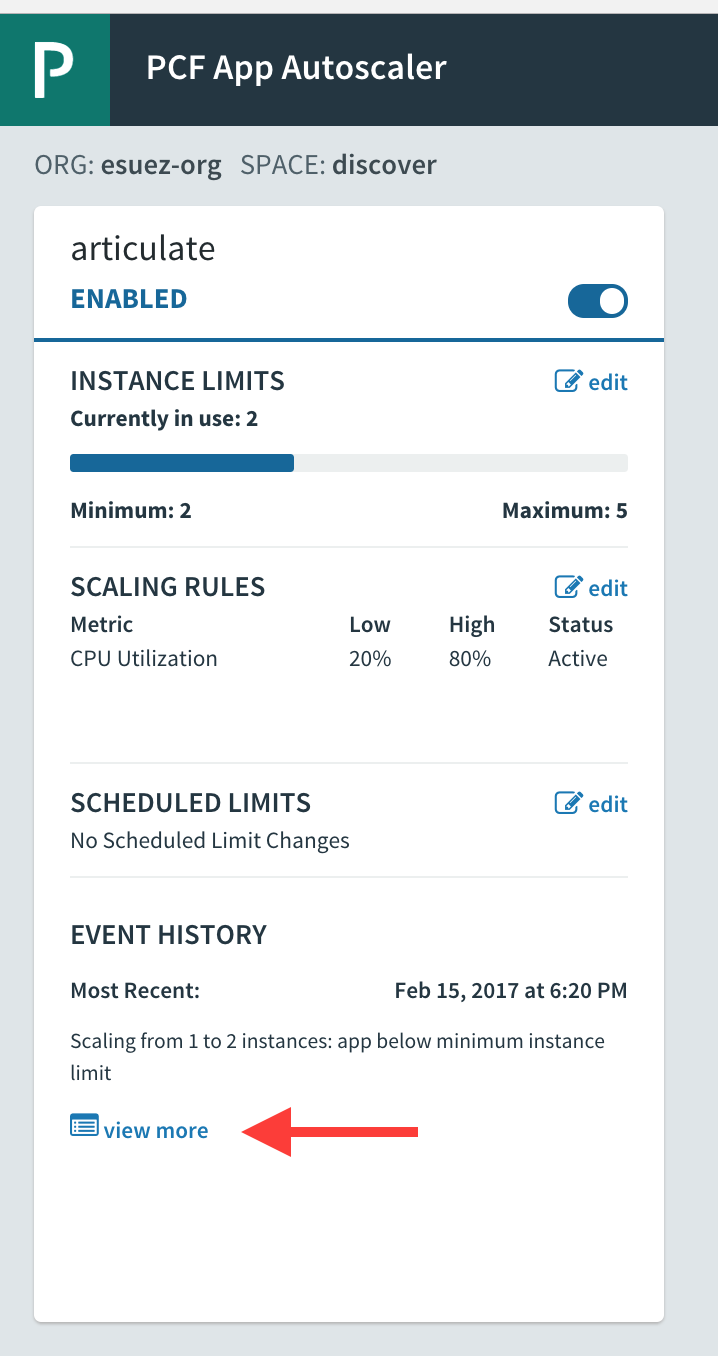 P
PCF App Autoscaler
ORG: esuez-org SPACE: discover
articulate
ENABLED
INSTANCE LIMITS edit
Currently in use: 2
Minimum: 2 Maximum: 5
SCALING RULES edit
Metric Low High Status
CPU Utilization 20% 80% Active
SCHEDULED LIMITS edit
No Scheduled Limit Changes
EVENT HISTORY
Most Recent: Feb 15, 2017 at 6:20 PM
Scaling from 1 to 2 instances: app below minimum instance
limit
view more